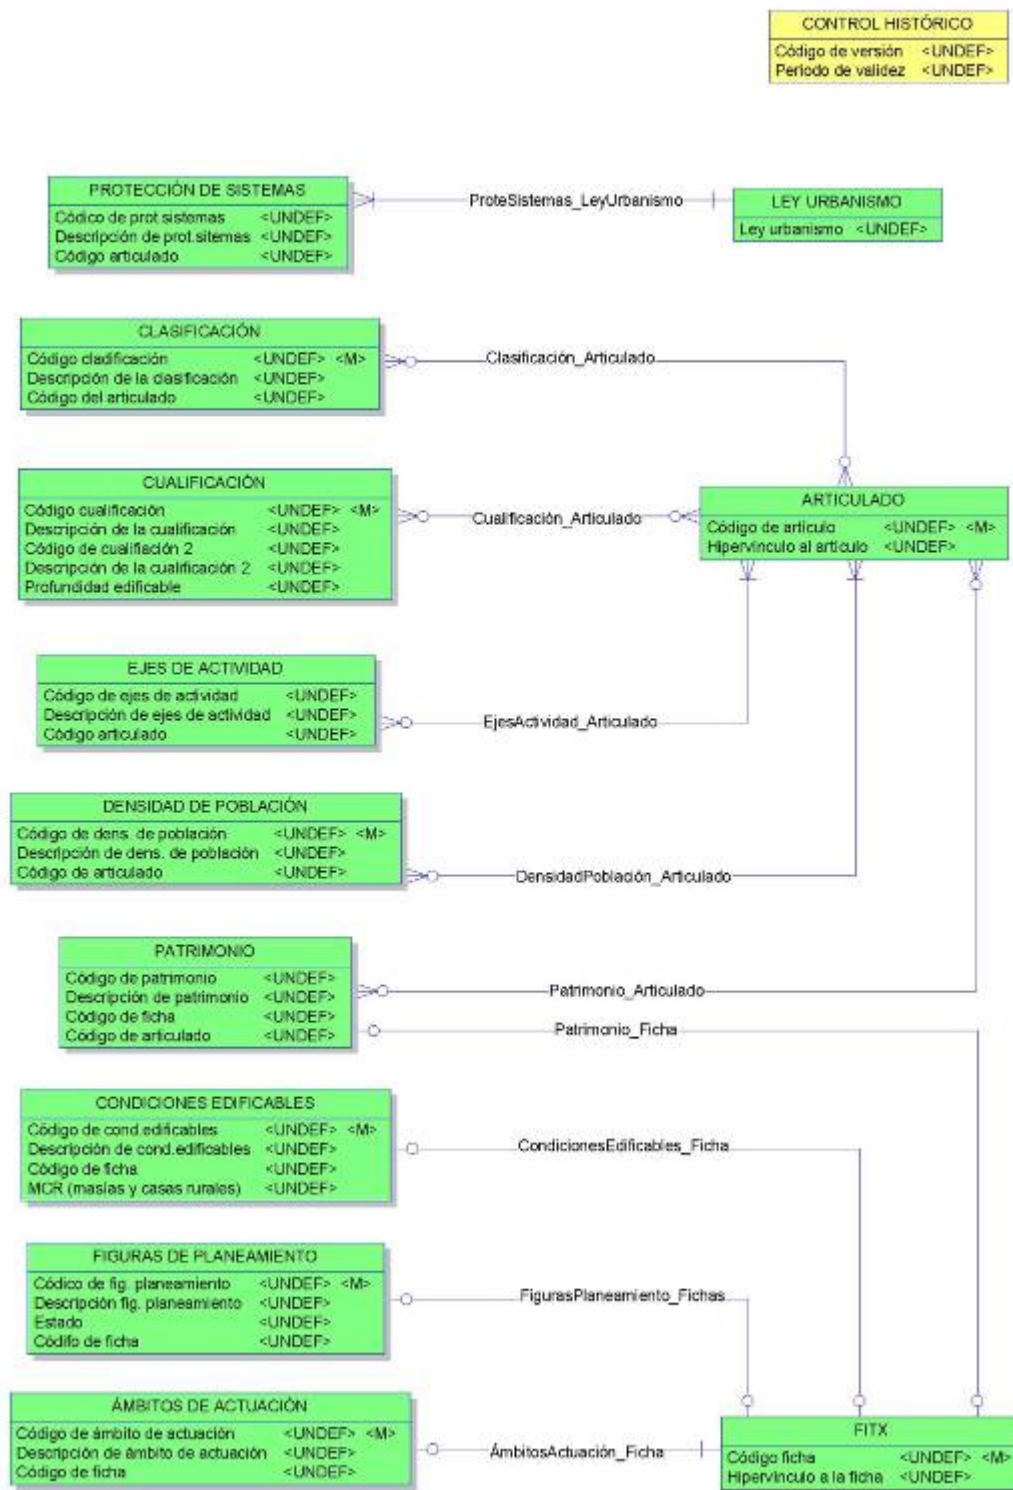 CONTROL HISTÓRICO
Código de versión <UNDEF>
Periodo de validez <UNDEF>
PROTECCIÓN DE SISTEMAS
Códico de prot sistemas <UNDEF>
Descripción de prot.sitemas <UNDEF>
Código articulado <UNDEF>
ProteSistemas_LeyUrbanismo
LEY URBANISMO
Ley urbanismo <UNDEF>
CLASIFICACIÓN
Código cladificación <UNDEF> <M>
Descripción de la clasificación <UNDEF>
Código del articulado <UNDEF>
Clasificación_Articulado
CUALIFICACIÓN
Código cualificación <UNDEF> <M>
Descripción de la cualificación <UNDEF>
Código de cualifiación 2 <UNDEF>
Descripción de la cualificación 2 <UNDEF>
Profundidad edificable <UNDEF>
Cualificación_Articulado
ARTICULADO
Código de artículo <UNDEF> <M>
Hipervínculo al artículo <UNDEF>
EJES DE ACTIVIDAD
Código de ejes de actividad <UNDEF>
Descripción de ejes de actividad <UNDEF>
Código articulado <UNDEF>
EjesActividad_Articulado
DENSIDAD DE POBLACIÓN
Código de dens. de población <UNDEF> <M>
Descripción de dens. de población <UNDEF>
Código de articulado <UNDEF>
DensidadPoblación_Articulado
PATRIMONIO
Código de patrimonio <UNDEF>
Descripción de patrimonio <UNDEF>
Código de ficha <UNDEF>
Código de articulado <UNDEF>
Patrimonio_Articulado
Patrimonio_Ficha
CONDICIONES EDIFICABLES
Código de cond.edificables <UNDEF> <M>
Descripción de cond.edificables <UNDEF>
Código de ficha <UNDEF>
MCR (masías y casas rurales) <UNDEF>
CondicionesEdificables_Ficha
FIGURAS DE PLANEAMIENTO
Códico de fig. planeamiento <UNDEF> <M>
Descripción fig. planeamiento <UNDEF>
Estado <UNDEF>
Códifo de ficha <UNDEF>
FigurasPlaneamiento_Fichas
ÁMBITOS DE ACTUACIÓN
Código de ámbito de actuación <UNDEF> <M>
Descripción de ámbito de actuación <UNDEF>
Código de ficha <UNDEF>
ÁmbitosActuación_Ficha
FITX
Código ficha <UNDEF> <M>
Hipervínculo a la ficha <UNDEF>